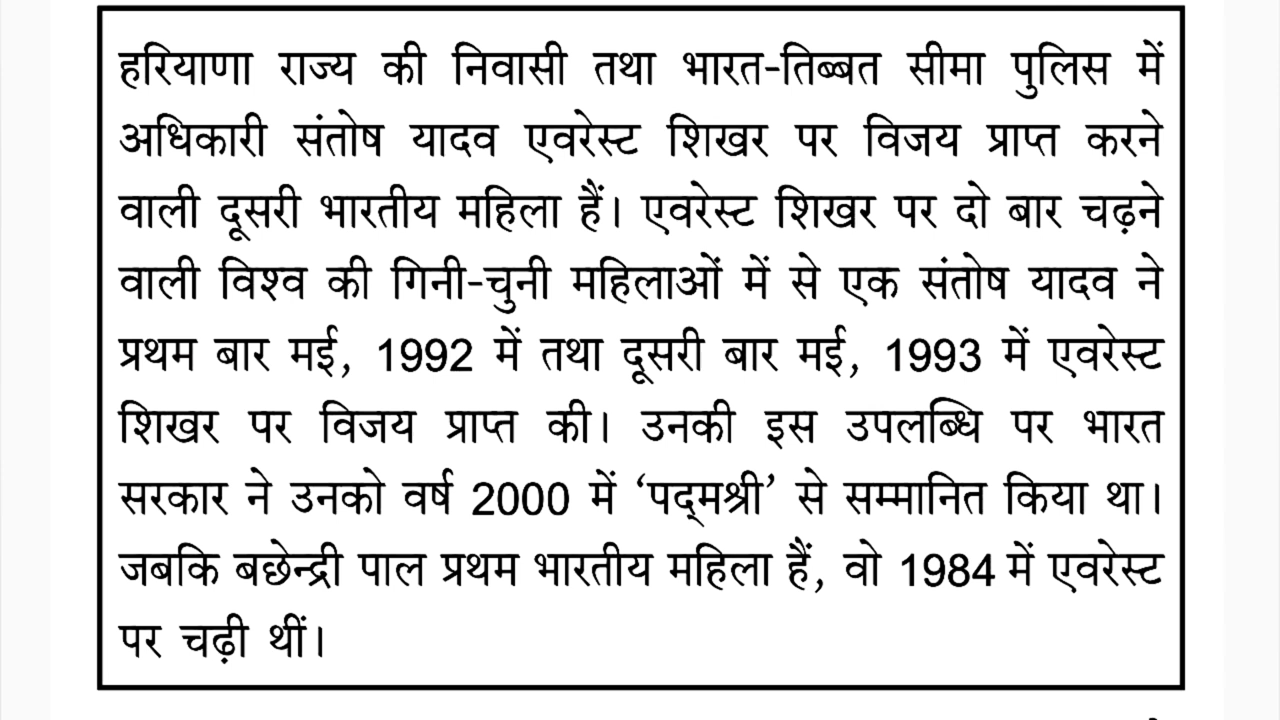 हरियाणा राज्य की निवासी तथा भारत-तिब्बत सीमा पुलिस में
अधिकारी संतोष यादव एवरेस्ट शिखर पर विजय प्राप्त करने
वाली दूसरी भारतीय महिला हैं। एवरेस्ट शिखर पर दो बार चढ़ने
वाली विश्व की गिनी-चुनी महिलाओं में से एक संतोष यादव ने
प्रथम बार मई, 1992 में तथा दूसरी बार मई, 1993 में एवरेस्ट
शिखर पर विजय प्राप्त की। उनकी इस उपलब्धि पर भारत
सरकार ने उनको वर्ष 2000 में ‘पद्मश्री’ से सम्मानित किया था।
जबकि बछेन्द्री पाल प्रथम भारतीय महिला हैं, वो 1984 में एवरेस्ट
पर चढ़ी थीं।